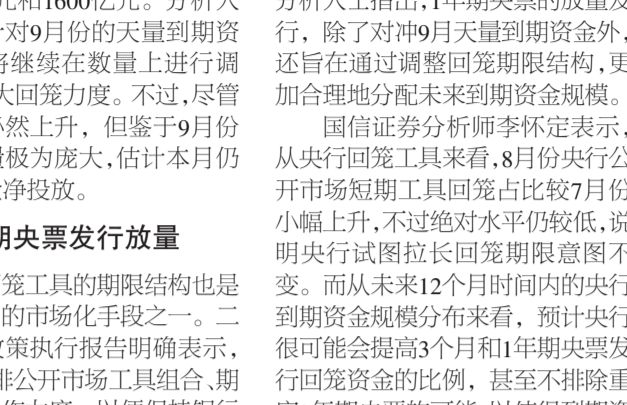 元和1600亿元。分析人
对9月份的天量到期资
将继续在数量上进行调
大回笼力度。不过,尽管
必然上升，但鉴于9月份
量极为庞大,估计本月仍
净投放。
期央票发行放量
笼工具的期限结构也是
的市场化手段之一。二
政策执行报告明确表示，
排公开市场工具组合、期
分析人士指出,1年期央票的放量发
行，除了对冲9月天量到期资金外,
还旨在通过调整回笼期限结构,更
加合理地分配未来到期资金规模。
国信证券分析师李怀定表示,
从央行回笼工具来看,8月份央行公
开市场短期工具回笼占比较7月份
小幅上升,不过绝对水平仍较低,说
明央行试图拉长回笼期限意图不
变。而从未来12个月时间内的央行
到期资金规模分布来看，预计央行
很可能会提高3个月和1年期央票发
行回笼资金的比例，甚至不排除重